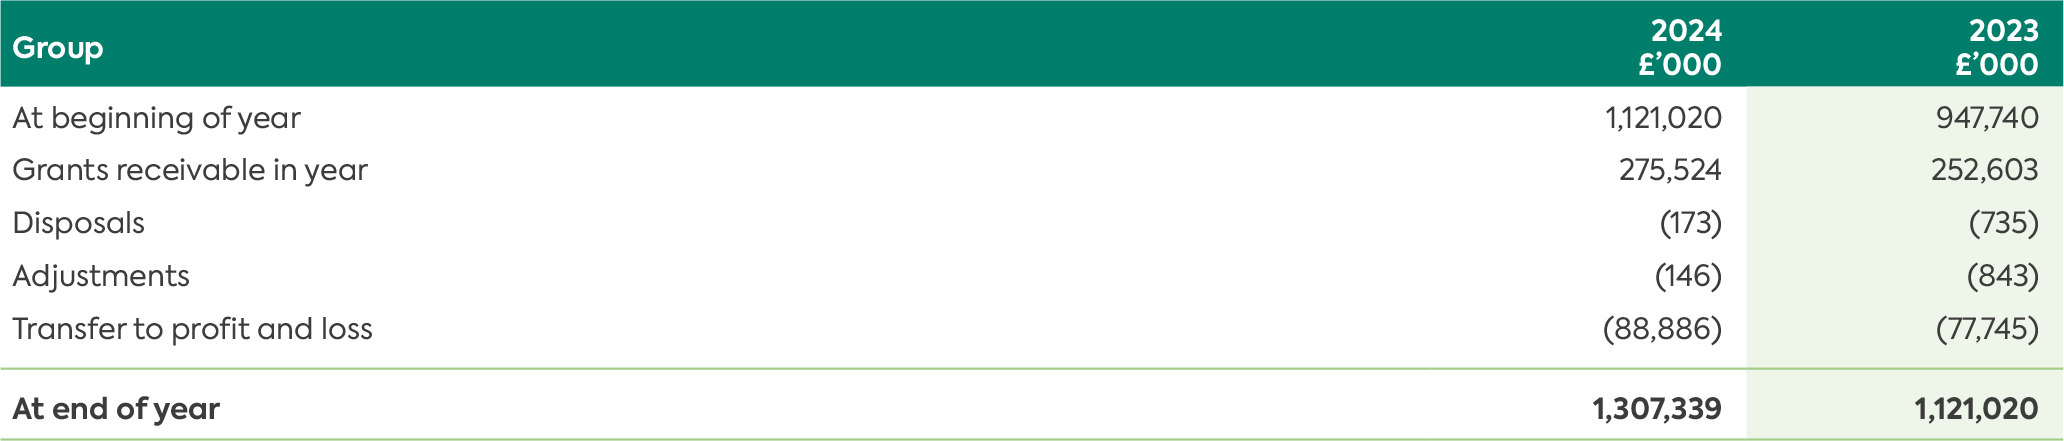 Group 2024 £’000 2023 £’000
At beginning of year 1,121,020 947,740
Grants receivable in year 275,524 252,603
Disposals (173) (735)
Adjustments (146) (843)
Transfer to profit and loss (88,886) (77,745)
At end of year 1,307,339 1,121,020